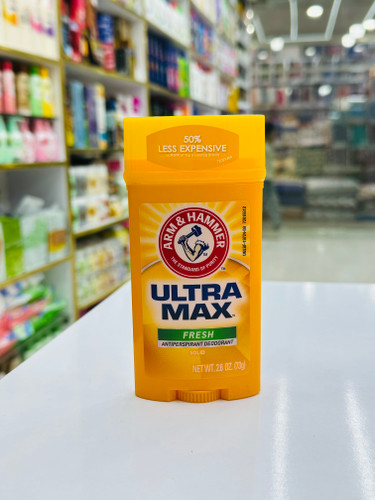 50%
LESS EXPENSIVE
ARM & HAMMER
THE STANDARD OF PURITY
ULTRA
MAX
FRESH
ANTIPERSPIRANT DEODORANT
SOLID
NET WT. 2.6 OZ. (73g)